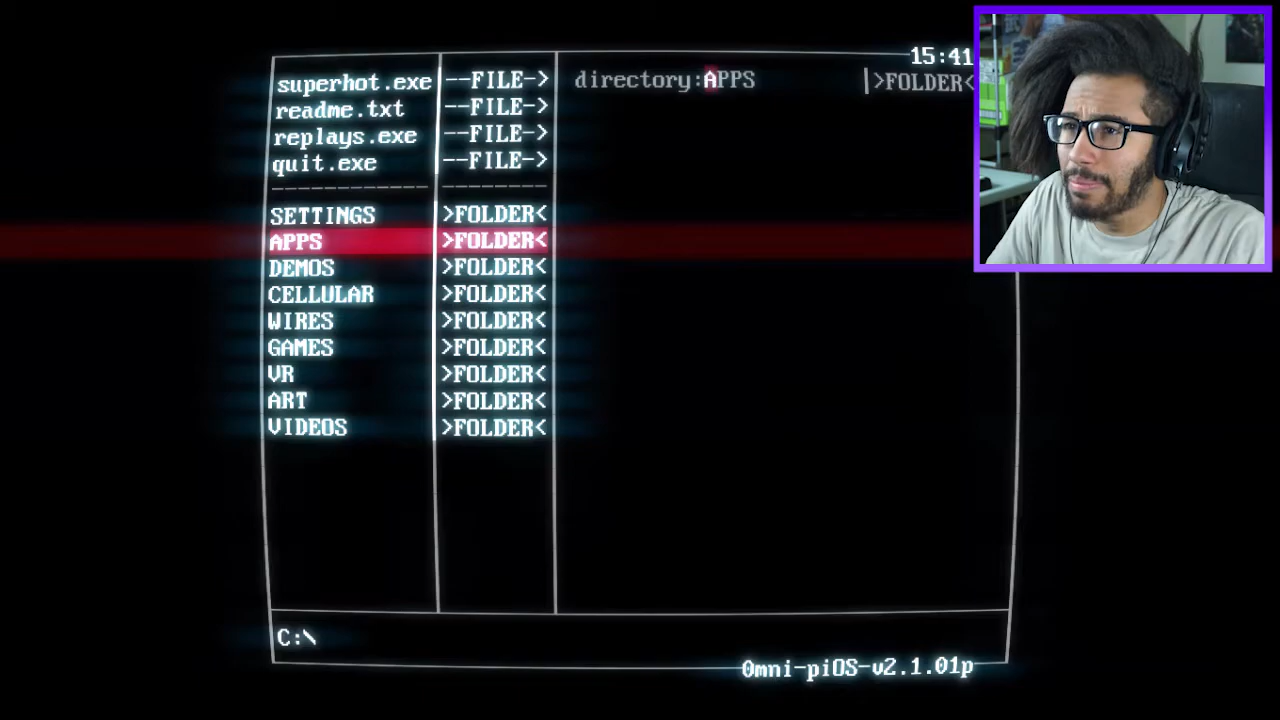 15:41
superhot.exe --FILE-> directory:APPS |>FOLDER<
readme.txt --FILE->
replays.exe --FILE->
quit.exe --FILE->
------------ --------
SETTINGS >FOLDER<
APPS >FOLDER<
DEMOS >FOLDER<
CELLULAR >FOLDER<
WIRES >FOLDER<
GAMES >FOLDER<
VR >FOLDER<
ART >FOLDER<
VIDEOS >FOLDER<
C:\
0mni-piOS-v2.1.01p